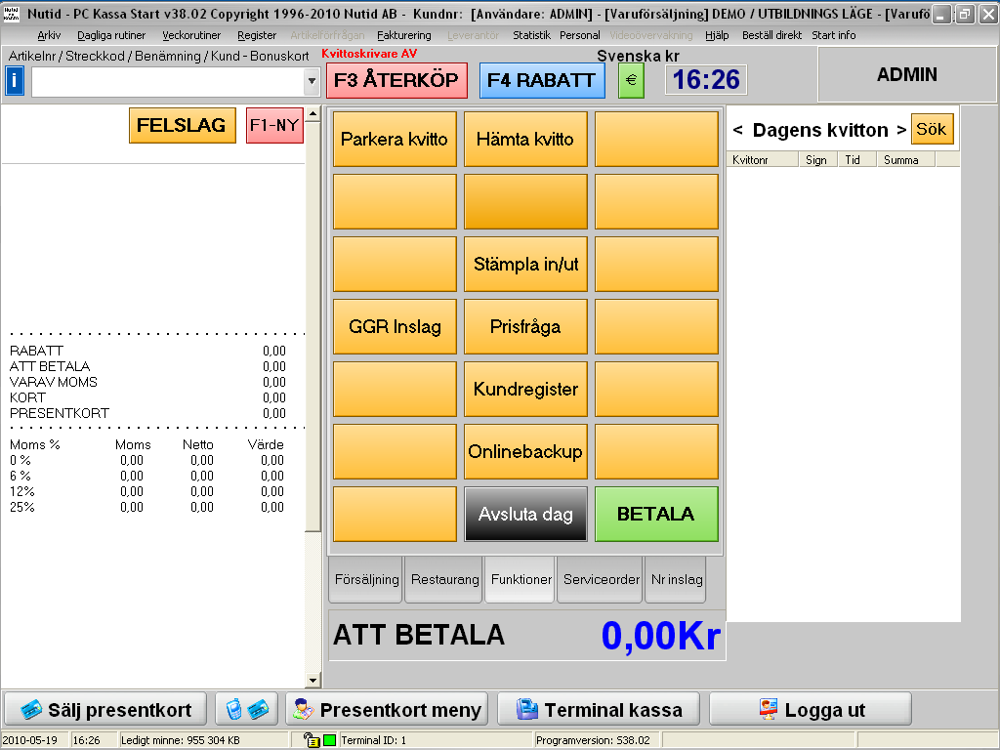 Nutid - PC Kassa Start v38.02 Copyright 1996-2010 Nutid AB - Kundnr: [Användare: ADMIN] - [Varuförsäljning] DEMO / UTBILDNINGS LÄGE - [Varufö
Arkiv Dagliga rutiner Veckorutiner Register Artikelförfrågan Fakturering Leverantör Statistik Personal Videoövervakning Hjälp Beställ direkt Start info
Artikelnr / Streckkod / Benämning / Kund - Bonuskort
Kvittoskrivare AV
Svenska kr
i
F3 ÅTERKÖP
F4 RABATT
€
16:26
ADMIN
FELSLAG
F1-NY
RABATT 0,00
ATT BETALA 0,00
VARAV MOMS 0,00
KORT 0,00
PRESENTKORT 0,00
Moms % Moms Netto Värde
0 % 0,00 0,00 0,00
6 % 0,00 0,00 0,00
12% 0,00 0,00 0,00
25% 0,00 0,00 0,00
Parkera kvitto
Hämta kvitto
Stämpla in/ut
GGR Inslag
Prisfråga
Kundregister
Onlinebackup
Avsluta dag
BETALA
Försäljning Restaurang Funktioner Serviceorder Nr inslag
ATT BETALA 0,00Kr
< Dagens kvitton >
Sök
Kvittonr Sign Tid Summa
Sälj presentkort
Presentkort meny
Terminal kassa
Logga ut
2010-05-19 16:26 Ledigt minne: 955 304 KB Terminal ID: 1 Programversion: S38.02